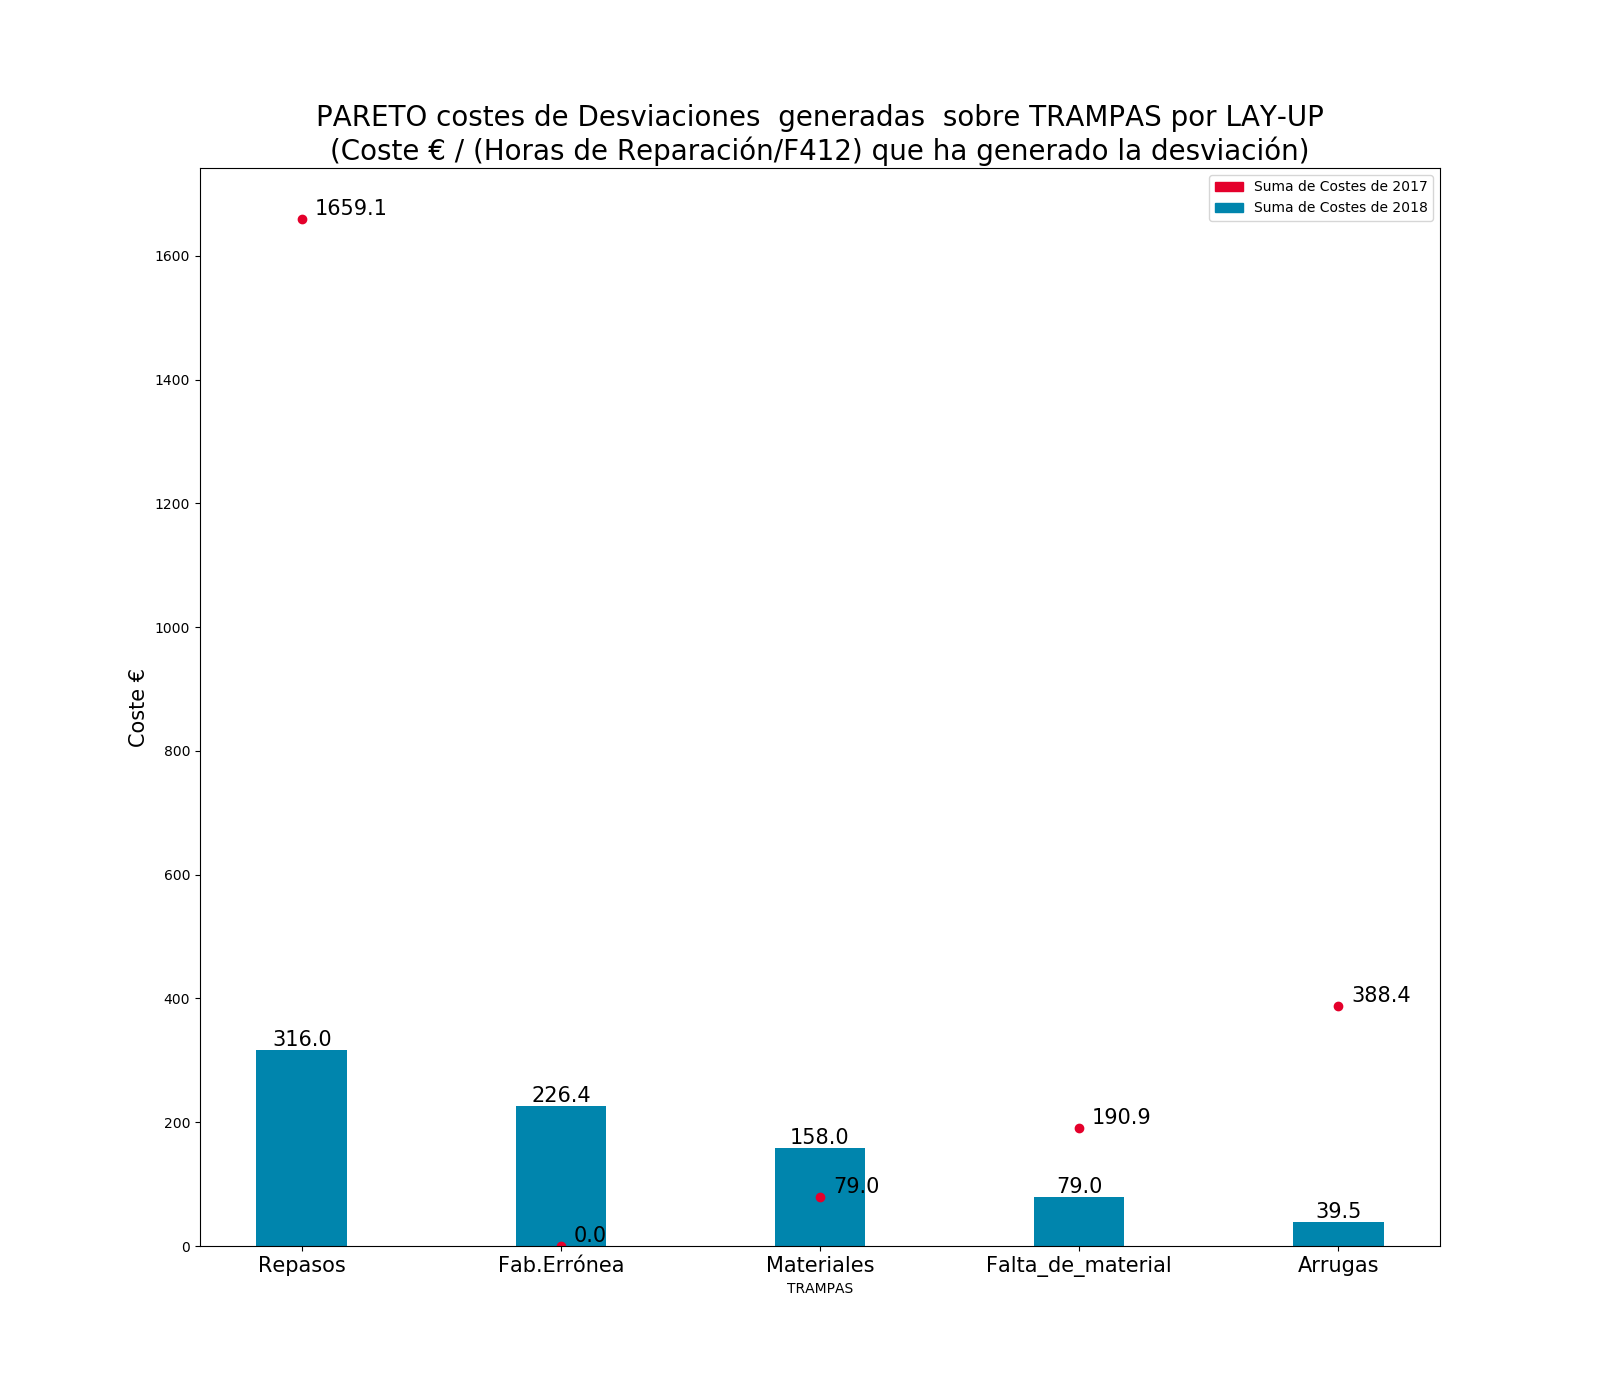 PARETO costes de Desviaciones  generadas  sobre TRAMPAS por LAY-UP
(Coste € / (Horas de Reparación/F412) que ha generado la desviación)
Suma de Costes de 2017
Suma de Costes de 2018
1659.1
1600
1400
1200
1000
800
600
400
200
0
Coste €
388.4
316.0
226.4
190.9
158.0
79.0
79.0
39.5
0.0
Repasos
Fab.Errónea
Materiales
Falta_de_material
Arrugas
TRAMPAS